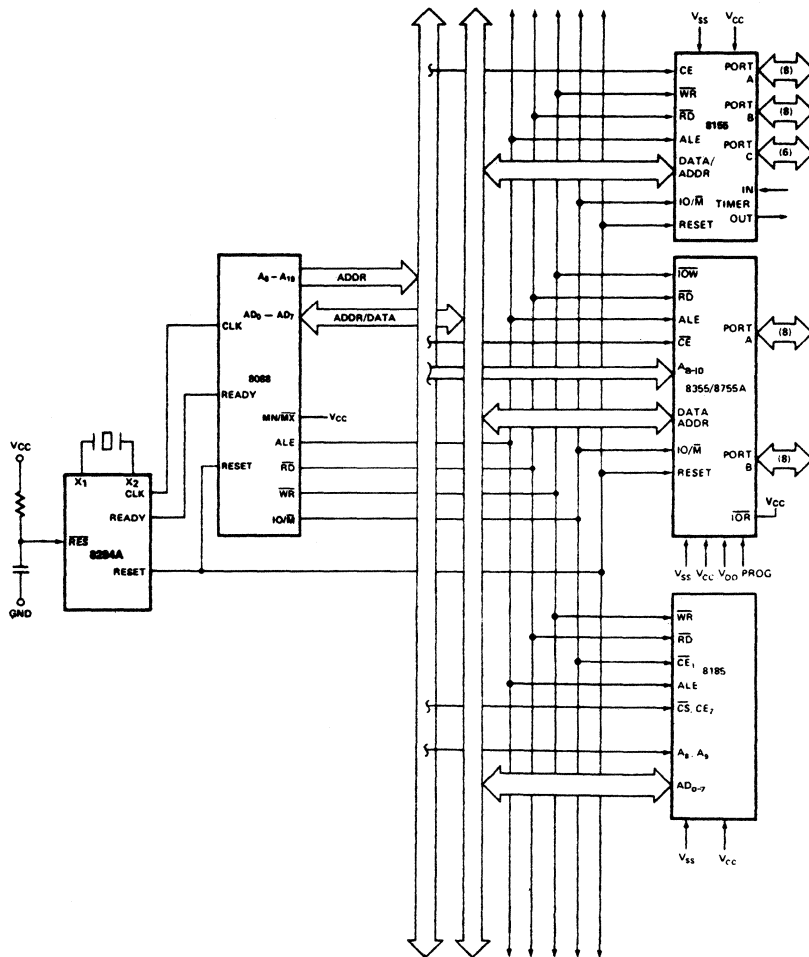 VSS VCC
CE
WR
RD
8155
ALE
DATA/
ADDR
IO/M
RESET
PORT
A
(8)
PORT
B
(8)
PORT
C
(6)
IN
TIMER
OUT
A8 – A19
ADDR
AD0 – AD7
ADDR/DATA
CLK
8088
READY
MN/MX
VCC
ALE
RESET
RD
WR
IO/M
VCC
X1 X2
CLK
READY
RES
8284A
RESET
GND
IOW
RD
ALE
CE
A8-10
8355/8755A
DATA
ADDR
IO/M
RESET
PORT
A
(8)
PORT
B
(8)
IOR
VCC
VSS VCC VDD PROG
WR
RD
CE1
8185
ALE
CS, CE2
A8, A9
AD0-7
VSS VCC